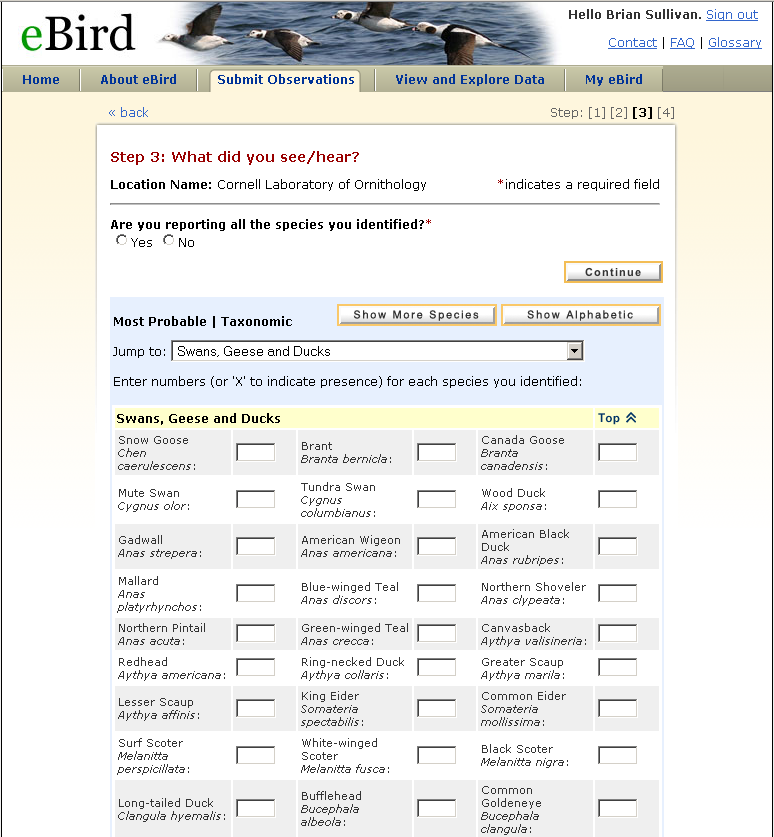 eBird
Hello Brian Sullivan. Sign out
Contact | FAQ | Glossary
Home
About eBird
Submit Observations
View and Explore Data
My eBird
« back
Step: [1] [2] [3] [4]
Step 3: What did you see/hear?
Location Name: Cornell Laboratory of Ornithology
*indicates a required field
Are you reporting all the species you identified?*
Yes No
Continue
Most Probable | Taxonomic
Show More Species
Show Alphabetic
Jump to: Swans, Geese and Ducks
Enter numbers (or 'X' to indicate presence) for each species you identified:
Swans, Geese and Ducks
Top
Snow Goose
Chen
caerulescens:
Brant
Branta bernicla:
Canada Goose
Branta
canadensis:
Mute Swan
Cygnus olor:
Tundra Swan
Cygnus
columbianus:
Wood Duck
Aix sponsa:
Gadwall
Anas strepera:
American Wigeon
Anas americana:
American Black
Duck
Anas rubripes:
Mallard
Anas
platyrhynchos:
Blue-winged Teal
Anas discors:
Northern Shoveler
Anas clypeata:
Northern Pintail
Anas acuta:
Green-winged Teal
Anas crecca:
Canvasback
Aythya valisineria:
Redhead
Aythya americana:
Ring-necked Duck
Aythya collaris:
Greater Scaup
Aythya marila:
Lesser Scaup
Aythya affinis:
King Eider
Somateria
spectabilis:
Common Eider
Somateria
mollissima:
Surf Scoter
Melanitta
perspicillata:
White-winged
Scoter
Melanitta fusca:
Black Scoter
Melanitta nigra:
Long-tailed Duck
Clangula hyemalis:
Bufflehead
Bucephala
albeola:
Common
Goldeneye
Bucephala
clangula: